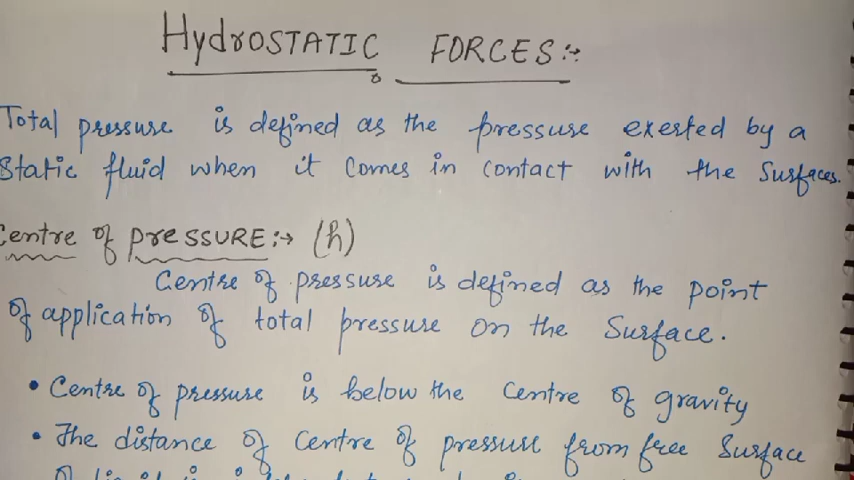 HydroSTATIC FORCES:→
Total pressure is defined as the pressure exerted by a
Static fluid when it comes in contact with the Surfaces.
Centre of pressURE:→ (h)
Centre of pressure is defined as the point
of application of total pressure on the Surface.
• Centre of pressure is below the Centre of gravity
• The distance of Centre of pressure from free Surface